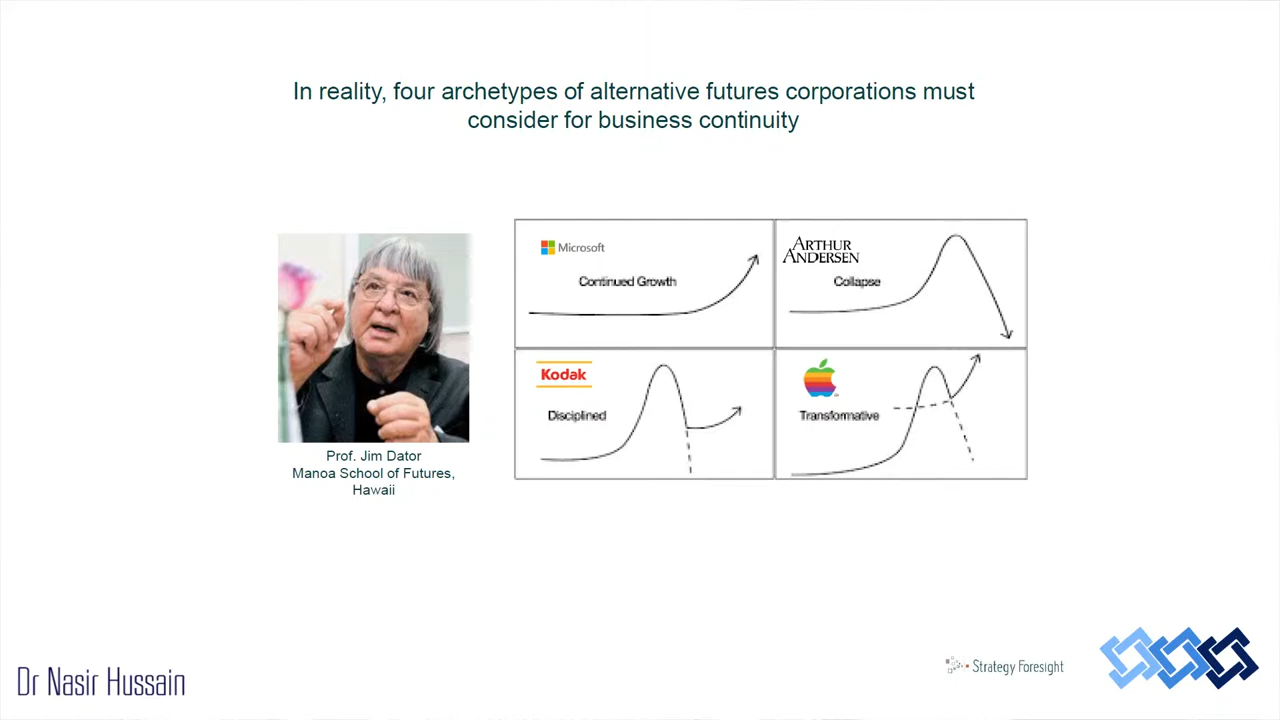 In reality, four archetypes of alternative futures corporations must
consider for business continuity
Microsoft
Continued Growth
ARTHUR
ANDERSEN
Collapse
Kodak
Disciplined
Transformative
Prof. Jim Dator
Manoa School of Futures,
Hawaii
Strategy Foresight
Dr Nasir Hussain